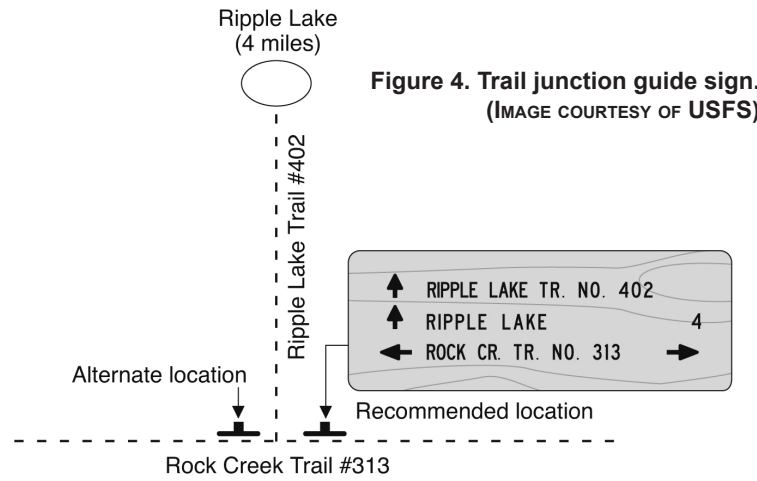 Ripple Lake
(4 miles)
Figure 4. Trail junction guide sign.
(IMAGE COURTESY OF USFS)
Ripple Lake Trail #402
RIPPLE LAKE TR. NO. 402
RIPPLE LAKE 4
ROCK CR. TR. NO. 313
Alternate location
Recommended location
Rock Creek Trail #313